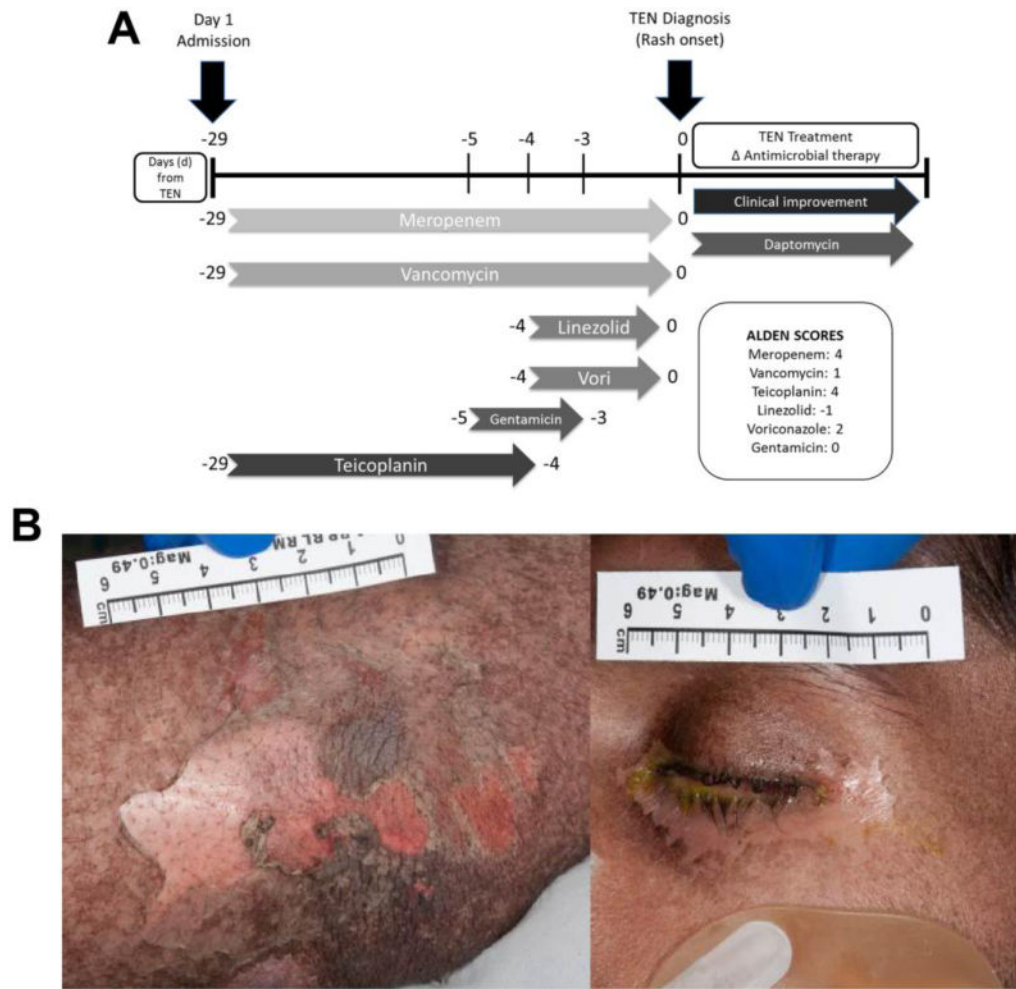 A
Day 1
Admission
TEN Diagnosis
(Rash onset)
-29
-5
-4
-3
0
TEN Treatment
Δ Antimicrobial therapy
Days (d)
from
TEN
Clinical improvement
-29
Meropenem
0
Daptomycin
-29
Vancomycin
0
-4
Linezolid
0
-4
Vori
0
-5
Gentamicin
-3
-29
Teicoplanin
-4
ALDEN SCORES
Meropenem: 4
Vancomycin: 1
Teicoplanin: 4
Linezolid: -1
Voriconazole: 2
Gentamicin: 0
B
cm 6 5 4 3 2 1 0
Mag:0.49
cm 6 5 4 3 2 1 0
Mag:0.49